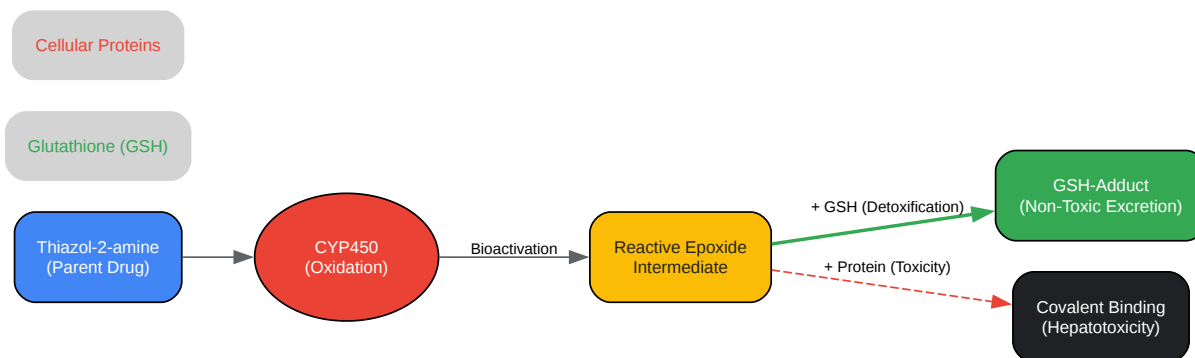 Cellular Proteins
Glutathione (GSH)
Thiazol-2-amine
(Parent Drug)
CYP450
(Oxidation)
Bioactivation
Reactive Epoxide
Intermediate
+ GSH (Detoxification)
+ Protein (Toxicity)
GSH-Adduct
(Non-Toxic Excretion)
Covalent Binding
(Hepatotoxicity)